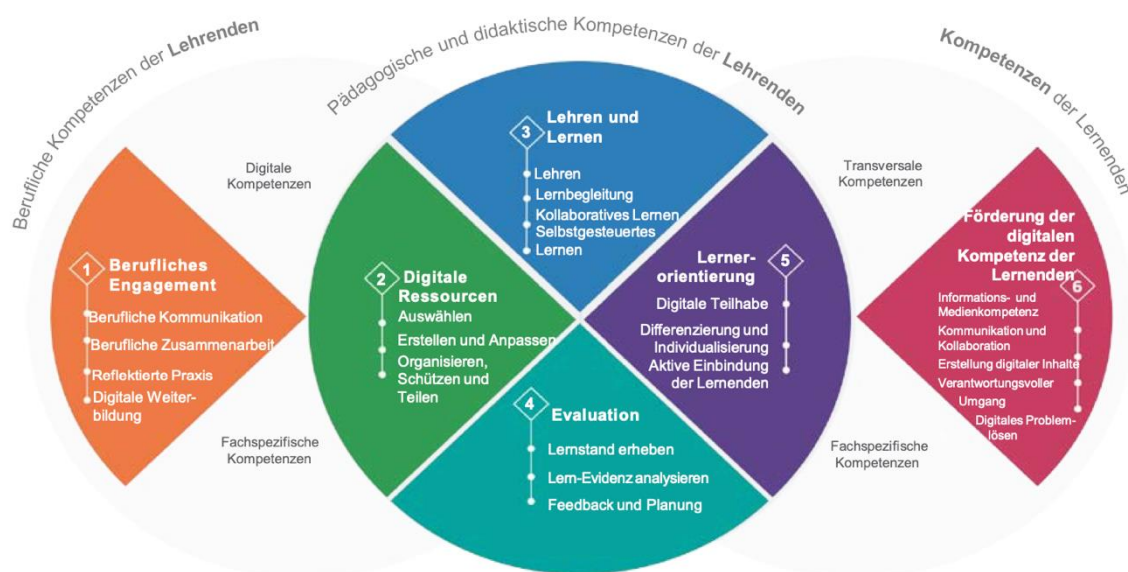 Berufliche Kompetenzen der Lehrenden
Pädagogische und didaktische Kompetenzen der Lehrenden
Kompetenzen der Lernenden
Digitale
Kompetenzen
Fachspezifische
Kompetenzen
Transversale
Kompetenzen
Fachspezifische
Kompetenzen
1
Berufliches
Engagement
Berufliche Kommunikation
Berufliche Zusammenarbeit
Reflektierte Praxis
Digitale Weiter-
bildung
2
Digitale
Ressourcen
Auswählen
Erstellen und Anpassen
Organisieren,
Schützen und
Teilen
3
Lehren und
Lernen
Lehren
Lernbegleitung
Kollaboratives Lernen
Selbstgesteuertes
Lernen
4
Evaluation
Lernstand erheben
Lern-Evidenz analysieren
Feedback und Planung
5
Lerner-
orientierung
Digitale Teilhabe
Differenzierung und
Individualisierung
Aktive Einbindung
der Lernenden
6
Förderung der
digitalen
Kompetenz der
Lernenden
Informations- und
Medienkompetenz
Kommunikation und
Kollaboration
Erstellung digitaler Inhalte
Verantwortungsvoller
Umgang
Digitales Problem-
lösen